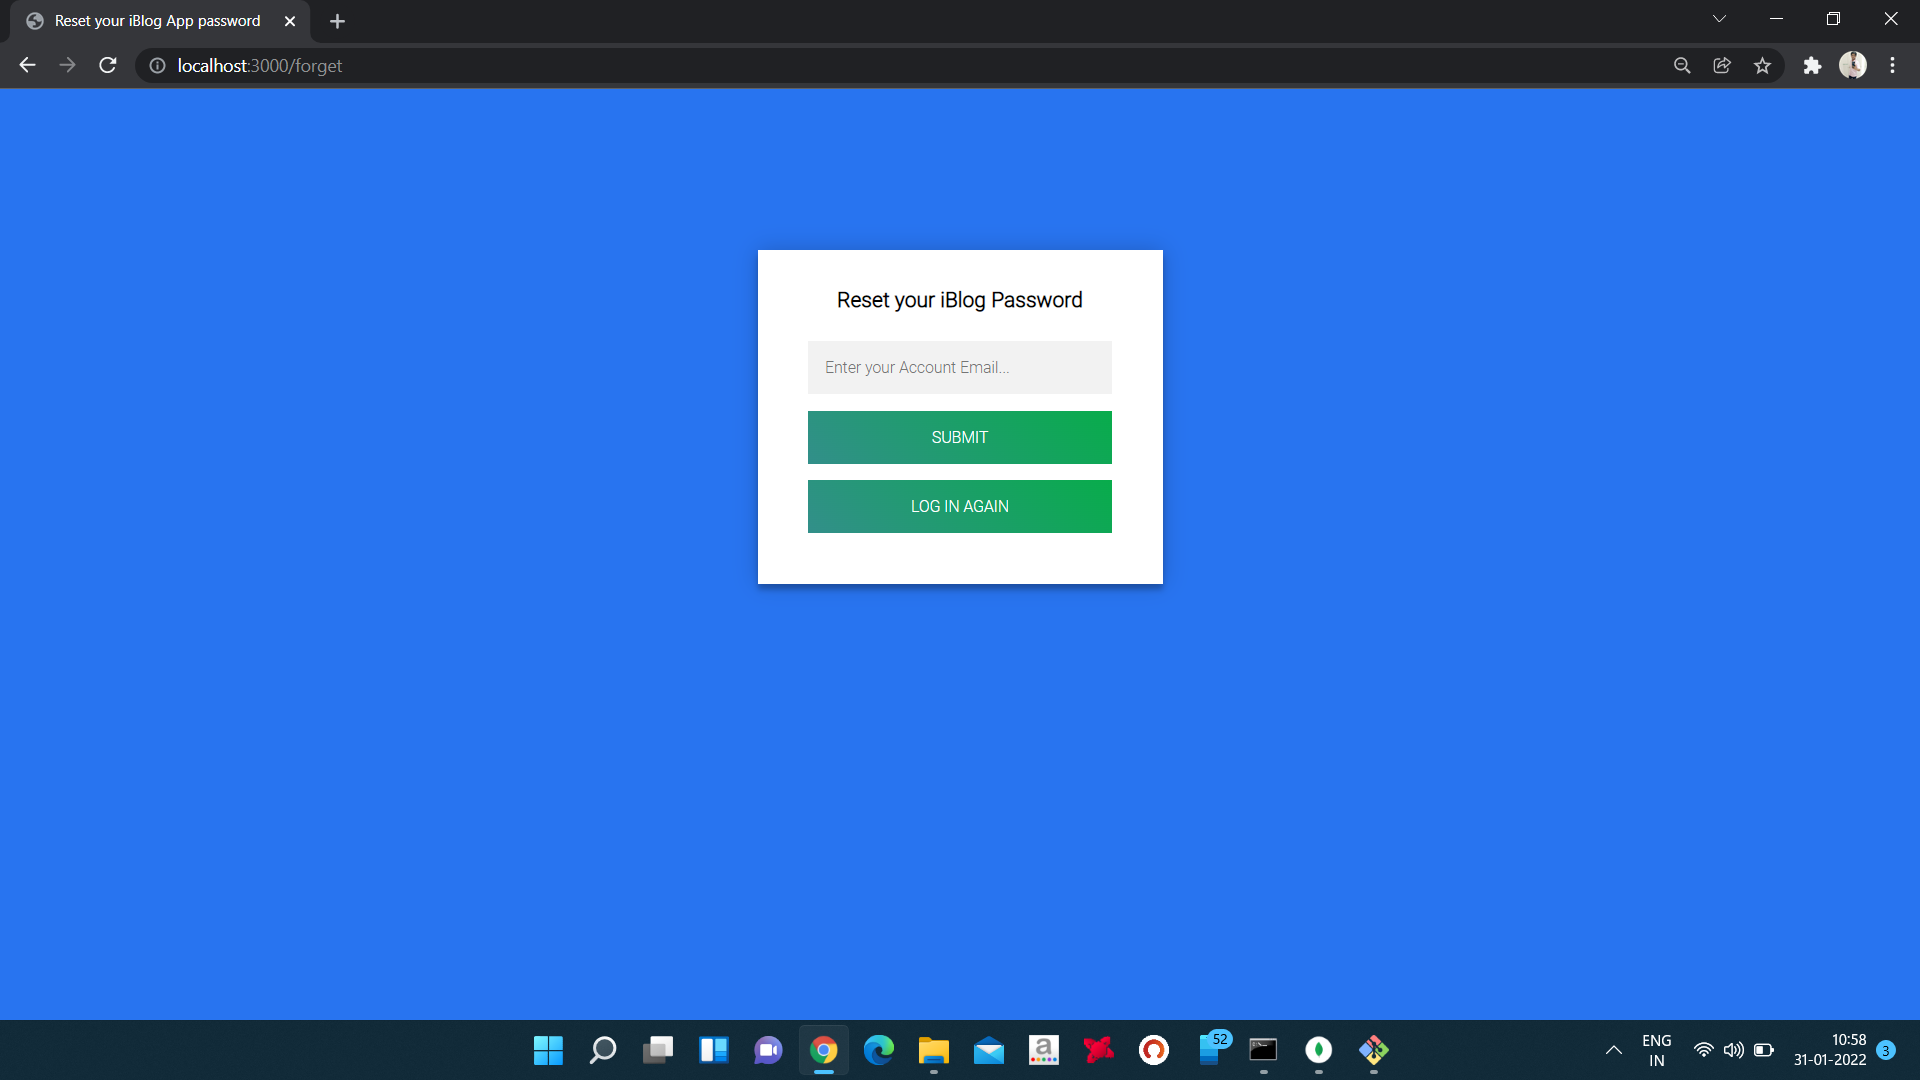 Reset your iBlog App password
localhost:3000/forget
Reset your iBlog Password
Enter your Account Email...
SUBMIT
LOG IN AGAIN
a
52
ENG
IN
10:58
31-01-2022
3